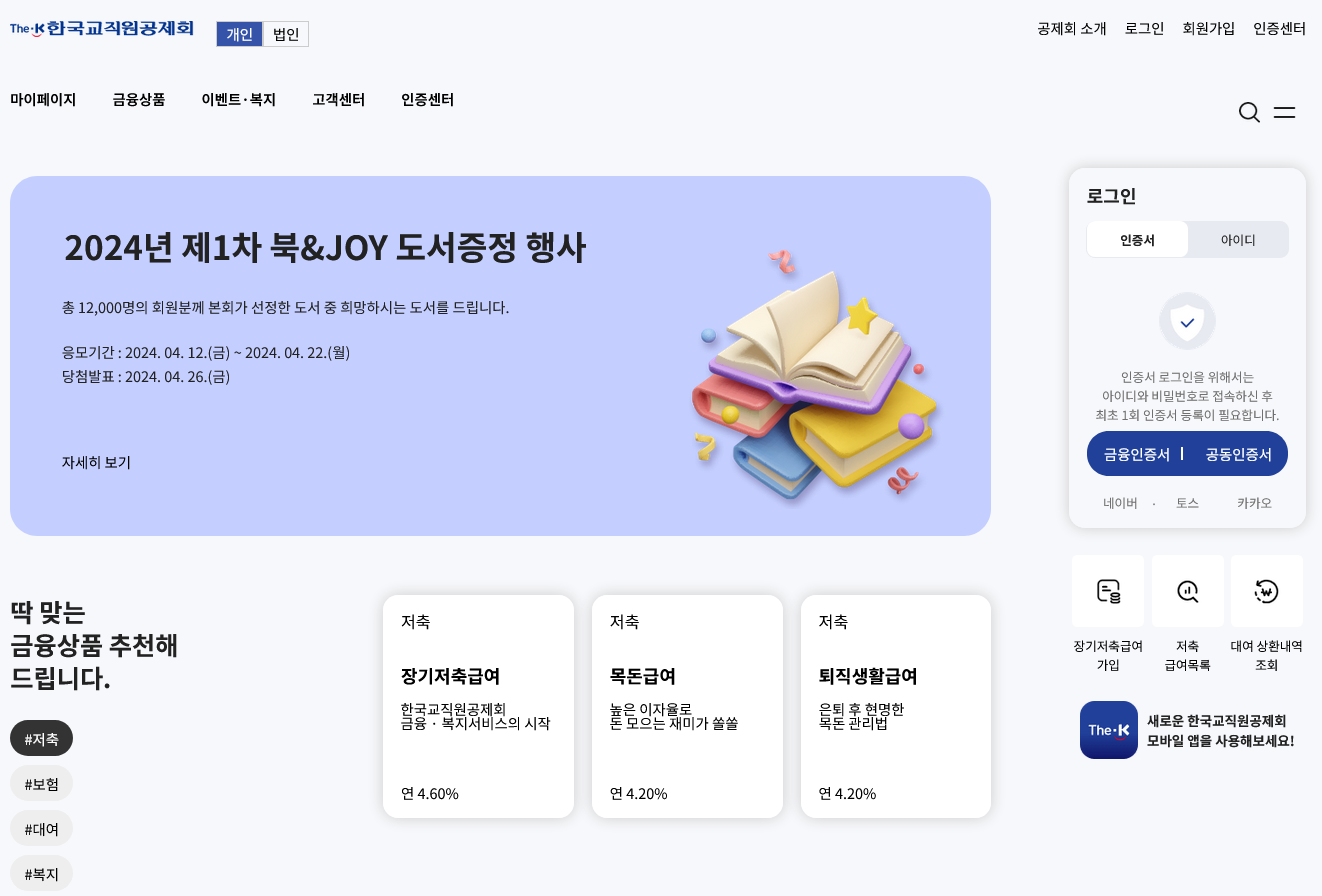 The·K 한국교직원공제회
개인 법인
공제회 소개 로그인 회원가입 인증센터
마이페이지 금융상품 이벤트·복지 고객센터 인증센터
2024년 제1차 북&JOY 도서증정 행사
총 12,000명의 회원분께 본회가 선정한 도서 중 희망하시는 도서를 드립니다.
응모기간 : 2024. 04. 12.(금) ~ 2024. 04. 22.(월)
당첨발표 : 2024. 04. 26.(금)
자세히 보기
로그인
인증서 아이디
인증서 로그인을 위해서는
아이디와 비밀번호로 접속하신 후
최초 1회 인증서 등록이 필요합니다.
금융인증서 공동인증서
네이버 · 토스 카카오
장기저축급여
가입
저축
급여목록
대여 상환내역
조회
The·K
새로운 한국교직원공제회
모바일 앱을 사용해보세요!
딱 맞는
금융상품 추천해
드립니다.
#저축
#보험
#대여
#복지
저축
장기저축급여
한국교직원공제회
금융 · 복지서비스의 시작
연 4.60%
저축
목돈급여
높은 이자율로
돈 모으는 재미가 쏠쏠
연 4.20%
저축
퇴직생활급여
은퇴 후 현명한
목돈 관리법
연 4.20%